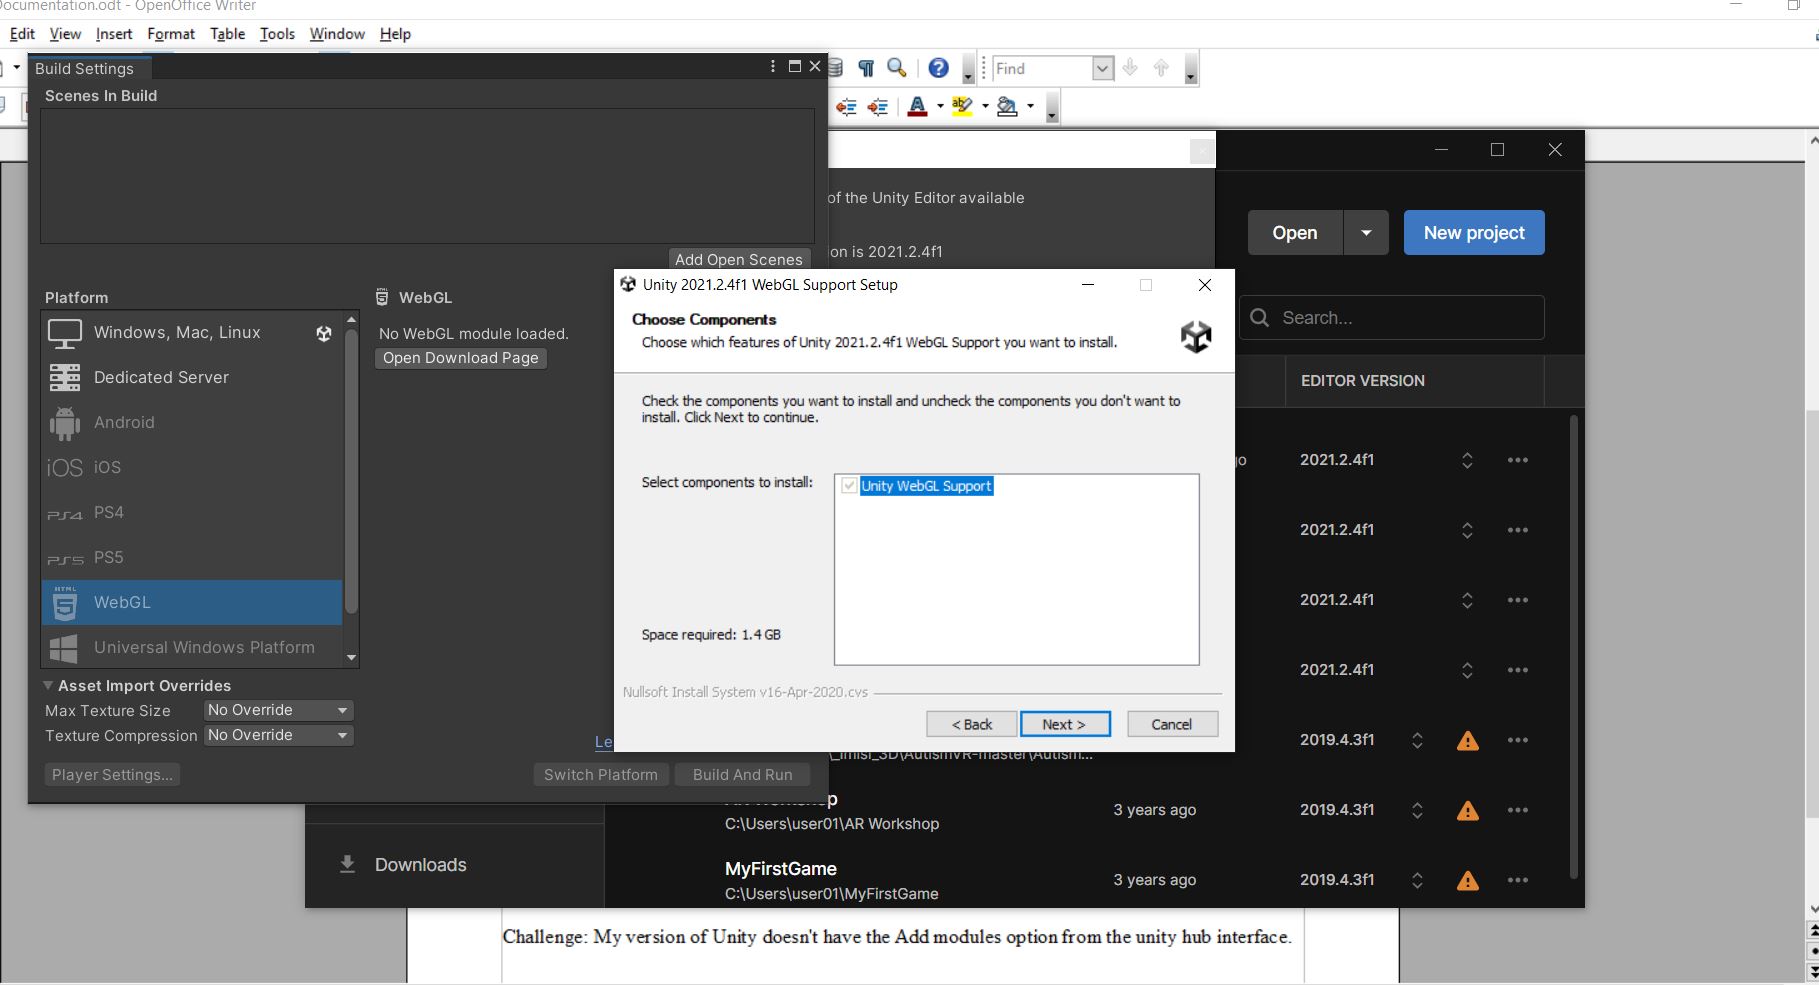 Documentation.odt - OpenOffice Writer
Edit View Insert Format Table Tools Window Help
Find
Build Settings
Scenes In Build
Add Open Scenes
Platform
Windows, Mac, Linux
Dedicated Server
Android
iOS iOS
PS4 PS4
PS5 PS5
HTML WebGL
Universal Windows Platform
HTML WebGL
No WebGL module loaded.
Open Download Page
Asset Import Overrides
Max Texture Size No Override
Texture Compression No Override
Player Settings...
Switch Platform Build And Run
of the Unity Editor available
is 2021.2.4f1
Unity 2021.2.4f1 WebGL Support Setup
Choose Components
Choose which features of Unity 2021.2.4f1 WebGL Support you want to install.
Check the components you want to install and uncheck the components you don't want to
install. Click Next to continue.
Select components to install:
Unity WebGL Support
Space required: 1.4 GB
Nullsoft Install System v16-Apr-2020.cvs
< Back Next > Cancel
Open New project
Search...
EDITOR VERSION
2021.2.4f1
2021.2.4f1
2021.2.4f1
2021.2.4f1
2019.4.3f1
3 years ago 2019.4.3f1
C:\Users\user01\AR Workshop
MyFirstGame
3 years ago 2019.4.3f1
C:\Users\user01\MyFirstGame
Downloads
Challenge: My version of Unity doesn't have the Add modules option from the unity hub interface.